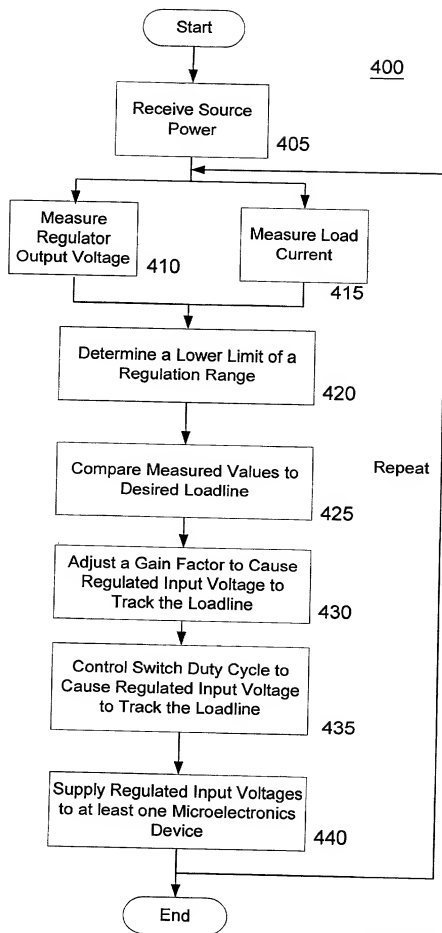 Start
400
Receive Source
Power
405
Measure
Regulator
Output Voltage
410
Measure Load
Current
415
Determine a Lower Limit of a
Regulation Range
420
Compare Measured Values to
Desired Loadline
425
Repeat
Adjust a Gain Factor to Cause
Regulated Input Voltage to
Track the Loadline
430
Control Switch Duty Cycle to
Cause Regulated Input Voltage
to Track the Loadline
435
Supply Regulated Input Voltages
to at least one Microelectronics
Device
440
End